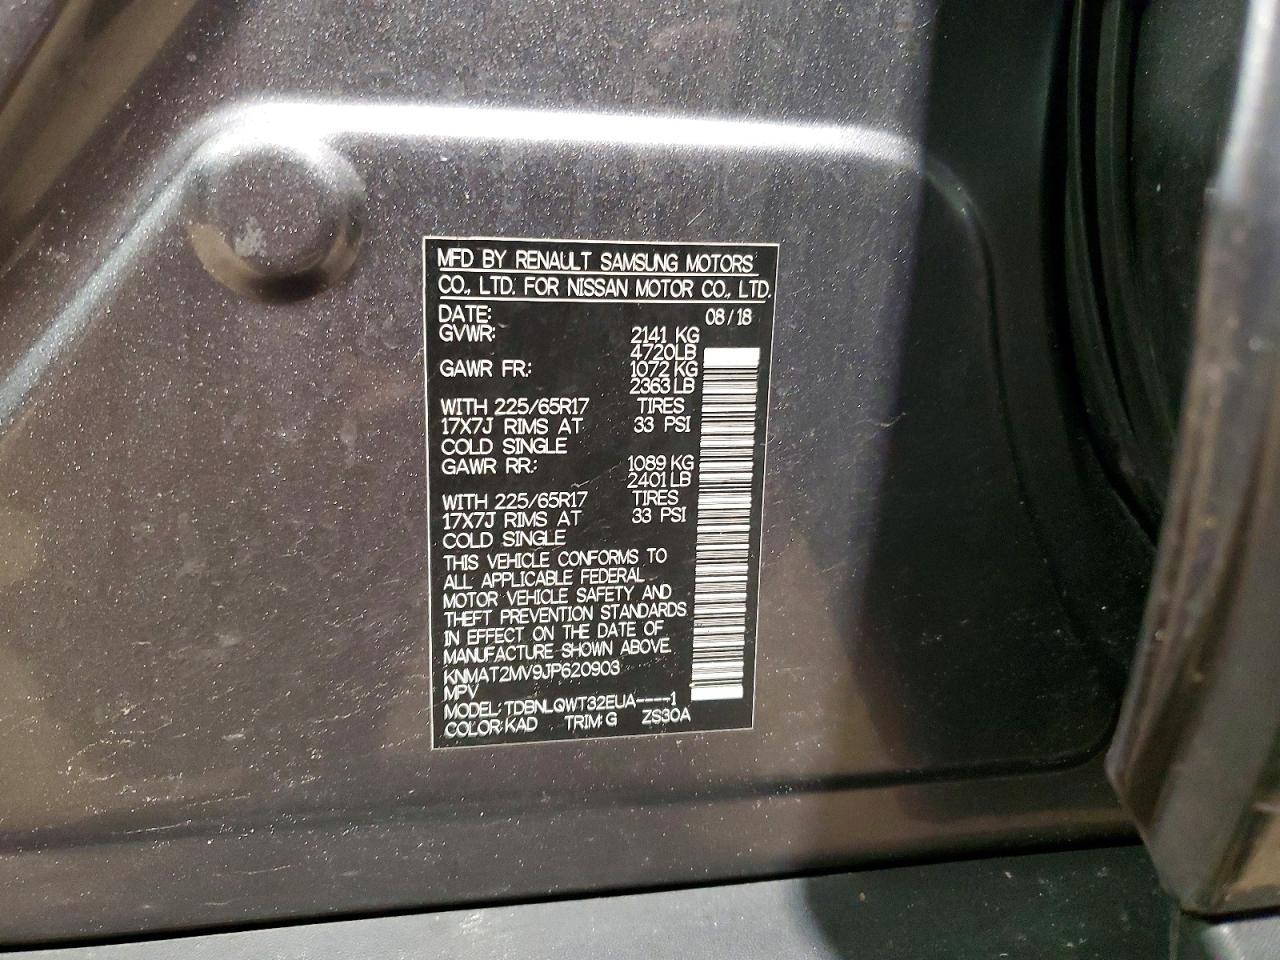 MFD BY RENAULT SAMSUNG MOTORS
CO., LTD. FOR NISSAN MOTOR CO., LTD.
DATE: 08/18
GVWR: 2141 KG
4720LB
GAWR FR: 1072 KG
2363LB
WITH 225/65R17 TIRES
17X7J RIMS AT 33 PSI
COLD SINGLE
GAWR RR: 1089 KG
2401LB
WITH 225/65R17 TIRES
17X7J RIMS AT 33 PSI
COLD SINGLE
THIS VEHICLE CONFORMS TO
ALL APPLICABLE FEDERAL
MOTOR VEHICLE SAFETY AND
THEFT PREVENTION STANDARDS
IN EFFECT ON THE DATE OF
MANUFACTURE SHOWN ABOVE.
KNMAT2MV9JP620903
MPV
MODEL: TDBNLQWT32EUA----1
COLOR:KAD TRIM:G ZS30A